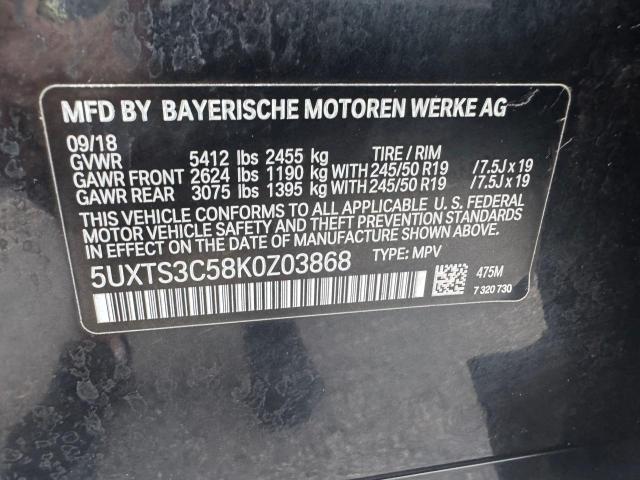 MFD BY BAYERISCHE MOTOREN WERKE AG
09/18
GVWR 5412 lbs 2455 kg TIRE / RIM
GAWR FRONT 2624 lbs 1190 kg WITH 245/50 R19 /7.5J x 19
GAWR REAR 3075 lbs 1395 kg WITH 245/50 R19 /7.5J x 19
THIS VEHICLE CONFORMS TO ALL APPLICABLE U.S. FEDERAL
MOTOR VEHICLE SAFETY AND THEFT PREVENTION STANDARDS
IN EFFECT ON THE DATE OF MANUFACTURE SHOWN ABOVE.
5UXTS3C58K0Z03868 TYPE: MPV
475M
7 320 730